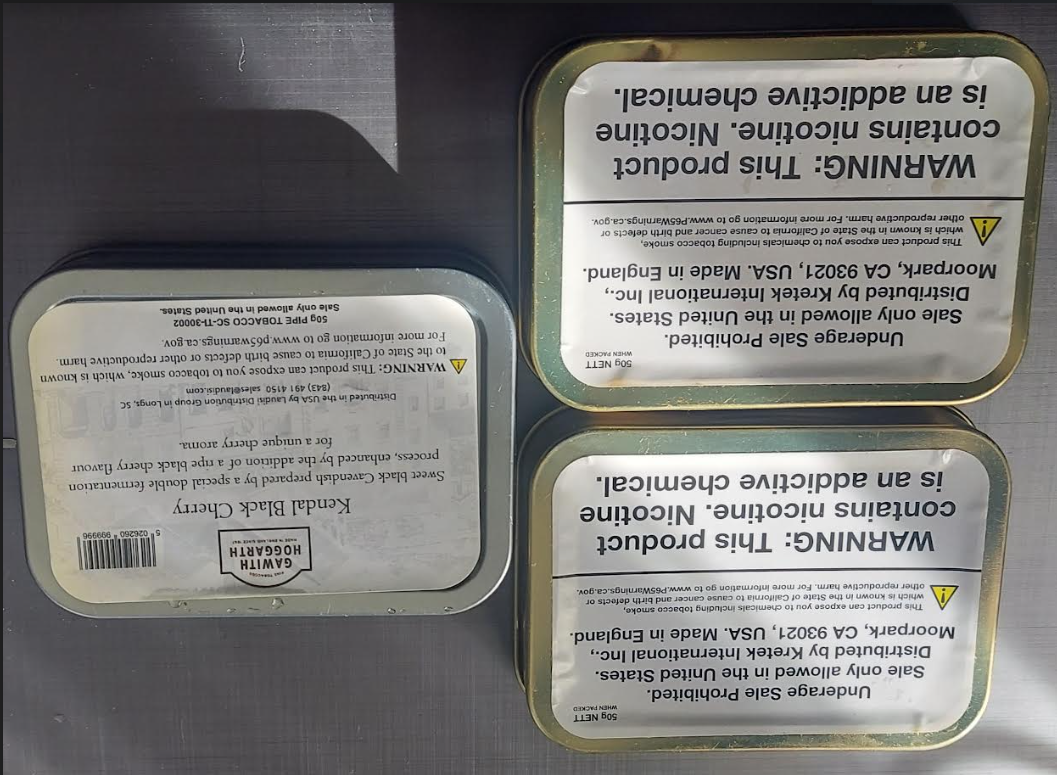 50g NETT
WHEN PACKED
Underage Sale Prohibited.
Sale only allowed in the United States.
Distributed by Kretek International Inc.,
Moorpark, CA 93021, USA. Made in England.
This product can expose you to chemicals including tobacco smoke,
which is known in the State of California to cause cancer and birth defects or
other reproductive harm. For more information go to www.P65Warnings.ca.gov.
WARNING: This product
contains nicotine. Nicotine
is an addictive chemical.
50g NETT
WHEN PACKED
Underage Sale Prohibited.
Sale only allowed in the United States.
Distributed by Kretek International Inc.,
Moorpark, CA 93021, USA. Made in England.
This product can expose you to chemicals including tobacco smoke,
which is known in the State of California to cause cancer and birth defects or
other reproductive harm. For more information go to www.P65Warnings.ca.gov.
WARNING: This product
contains nicotine. Nicotine
is an addictive chemical.
FINE TOBACCOS
GAWITH
HOGGARTH
5 026260 999996
Kendal Black Cherry
Sweet black Cavendish prepared by a special double fermentation
process, enhanced by the addition of a ripe black cherry flavour
for a unique cherry aroma.
Distributed in the USA by Laudisi Distribution Group in Longs, SC
(843) 491 4150 sales@laudisi.com
WARNING: This product can expose you to tobacco smoke, which is known
to the State of California to cause birth defects or other reproductive harm.
For more information go to www.P65warnings.ca.gov.
50g PIPE TOBACCO SC-TI-30002
Sale only allowed in the United States.